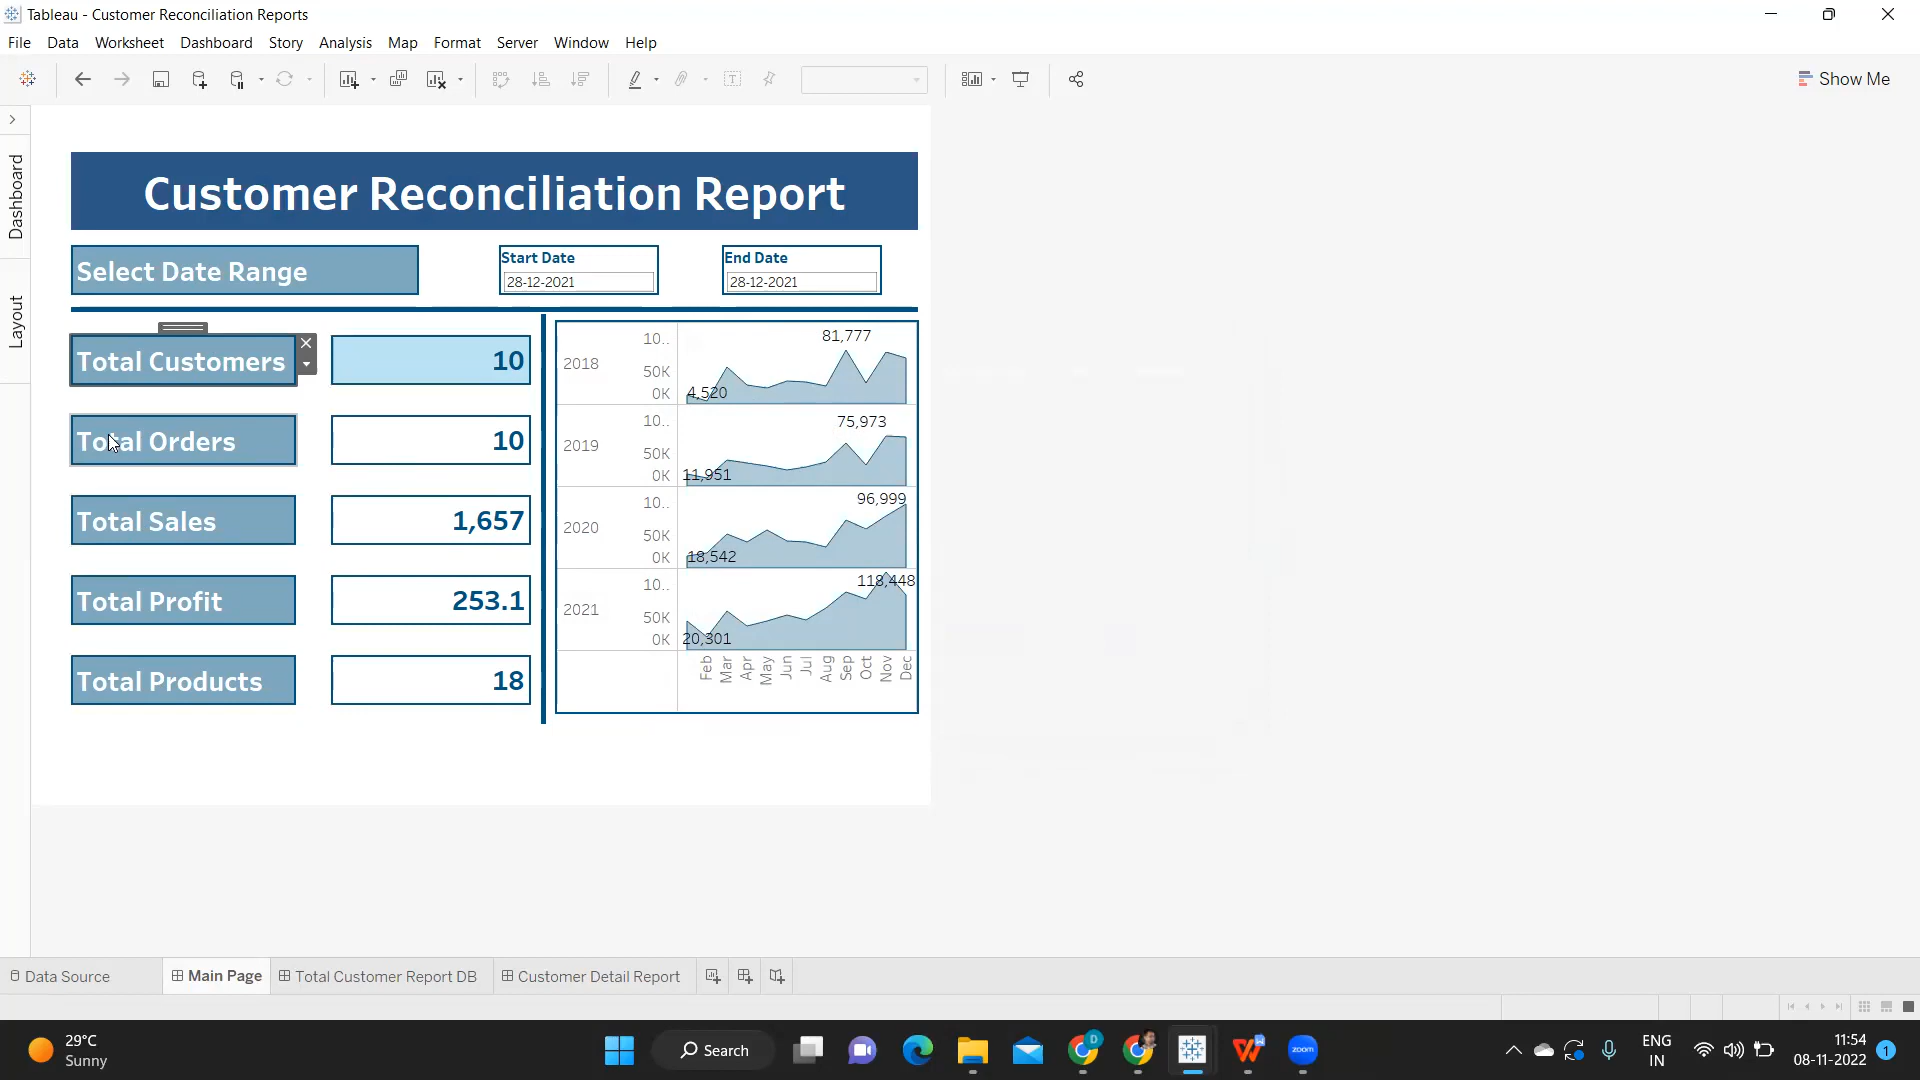 Tableau - Customer Reconciliation Reports
File Data Worksheet Dashboard Story Analysis Map Format Server Window Help
Show Me
Dashboard
Layout
Customer Reconciliation Report
Select Date Range
Start Date
28-12-2021
End Date
28-12-2021
Total Customers 10
Total Orders 10
Total Sales 1,657
Total Profit 253.1
Total Products 18
2018 10.. 50K 0K 81,777 4,520
2019 10.. 50K 0K 75,973 11,951
2020 10.. 50K 0K 96,999 18,542
2021 10.. 50K 0K 118,448 20,301
Feb Mar Apr May Jun Jul Aug Sep Oct Nov Dec
Data Source Main Page Total Customer Report DB Customer Detail Report
29°C
Sunny
Search
D
zoom
ENG
IN
11:54
08-11-2022
1